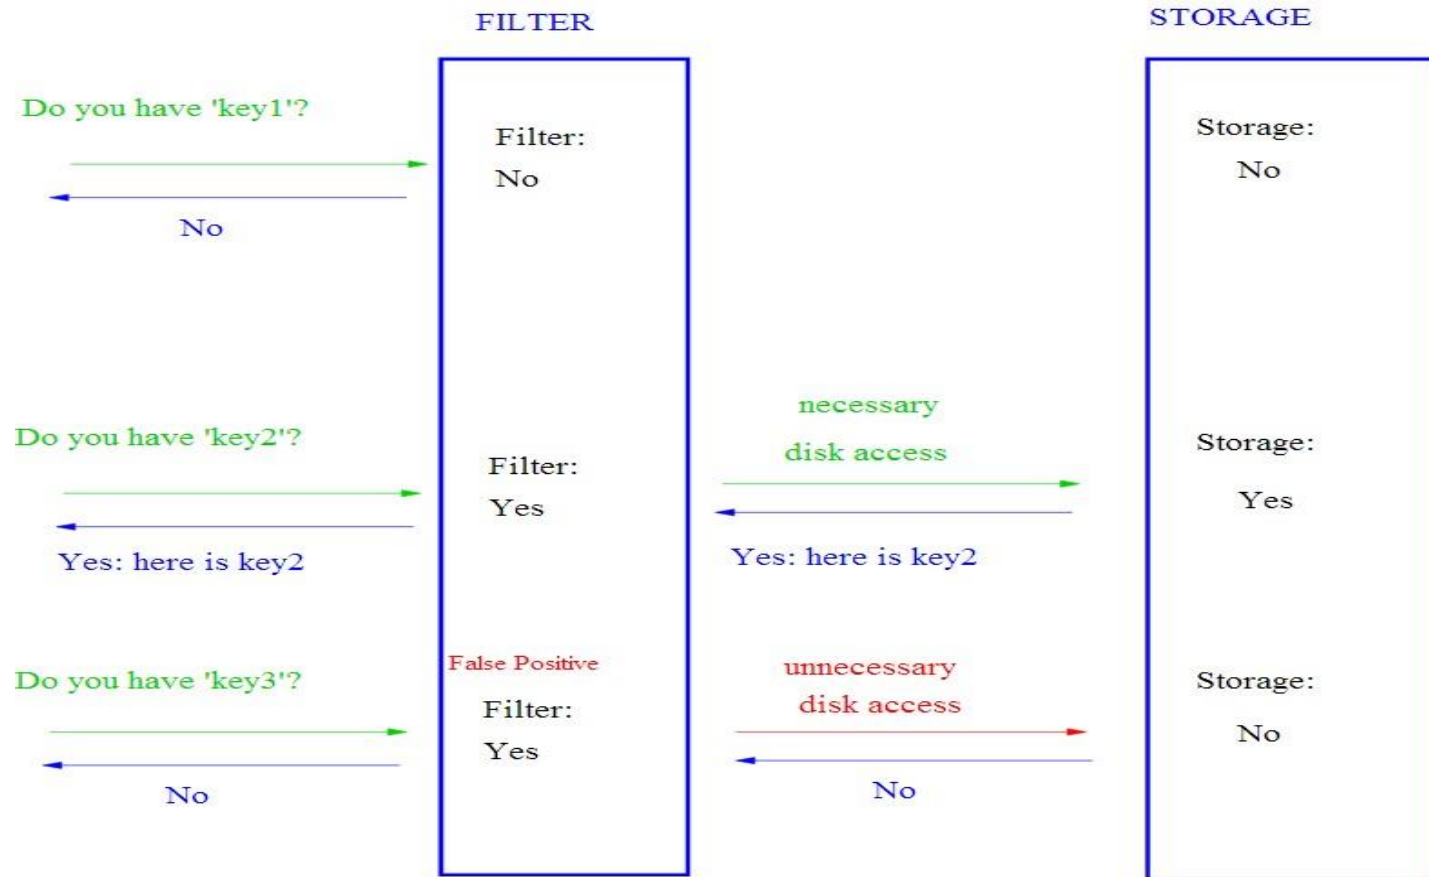 FILTER
STORAGE
Do you have 'key1'?
Filter:
No
Storage:
No
No
Do you have 'key2'?
Filter:
Yes
necessary
disk access
Storage:
Yes
Yes: here is key2
Yes: here is key2
Do you have 'key3'?
False Positive
Filter:
Yes
unnecessary
disk access
Storage:
No
No
No